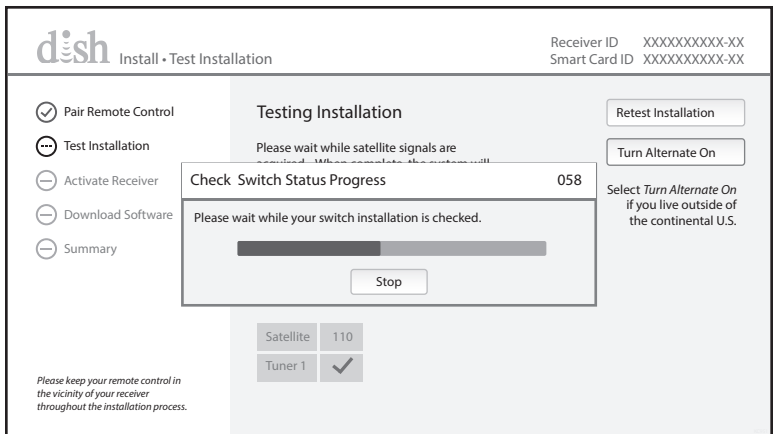 dish Install • Test Installation
Receiver ID XXXXXXXXXX-XX
Smart Card ID XXXXXXXXXX-XX
Pair Remote Control
Test Installation
Activate Receiver
Download Software
Summary
Please keep your remote control in
the vicinity of your receiver
throughout the installation process.
Testing Installation
Please wait while satellite signals are
Check Switch Status Progress 058
Please wait while your switch installation is checked.
Stop
Satellite 110
Tuner 1
Retest Installation
Turn Alternate On
Select Turn Alternate On
if you live outside of
the continental U.S.